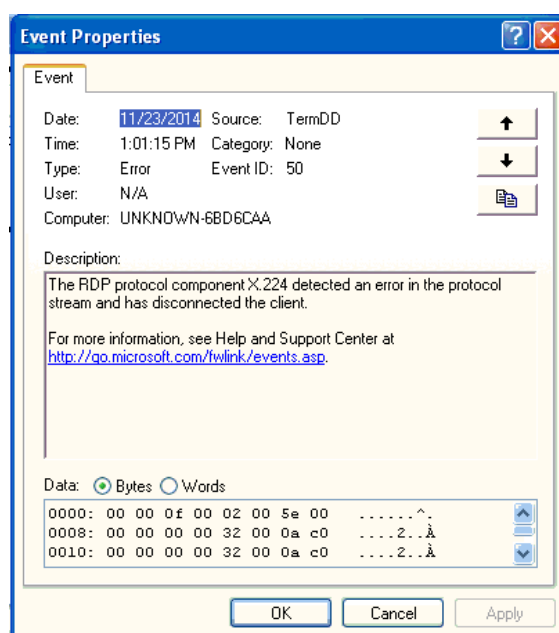 Event Properties
Event
Date: 11/23/2014 Source: TermDD
Time: 1:01:15 PM Category: None
Type: Error Event ID: 50
User: N/A
Computer: UNKNOWN-6BD6CAA
Description:
The RDP protocol component X.224 detected an error in the protocol
stream and has disconnected the client.
For more information, see Help and Support Center at
http://go.microsoft.com/fwlink/events.asp.
Data: Bytes Words
0000: 00 00 0f 00 02 00 5e 00 ......^.
0008: 00 00 00 00 32 00 0a c0 ....2..À
0010: 00 00 00 00 32 00 0a c0 ....2..À
OK Cancel Apply